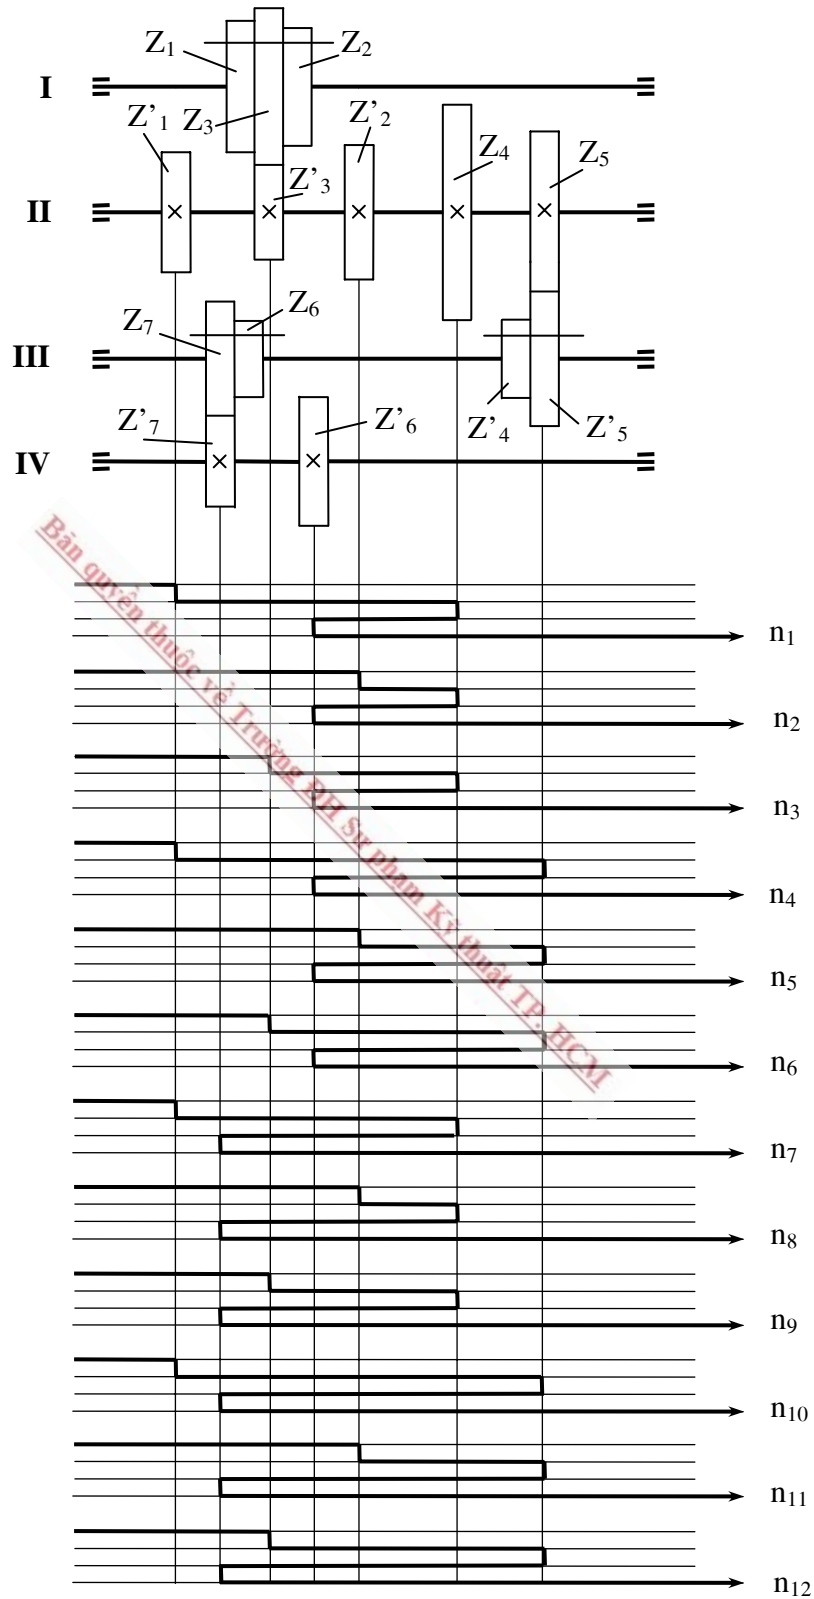 Z₁ Z₂
I
Z'₁ Z₃ Z'₂
Z₄ Z₅
Z'₃
II
Z₆
Z₇
III
Z'₇ Z'₆ Z'₄ Z'₅
IV
Bản quyền thuộc về Trường ĐH Sư phạm Kỹ thuật TP. HCM
n₁
n₂
n₃
n₄
n₅
n₆
n₇
n₈
n₉
n₁₀
n₁₁
n₁₂